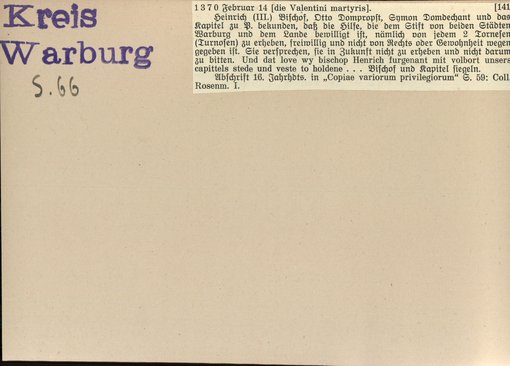 Kreis
Warburg
S. 66
1370 Februar 14 [die Valentini martyris]. [141
Heinrich (III.) Bischof, Otto Dompropst, Symon Domdechant und das
Kapitel zu P. bekunden, daß die Hilfe, die dem Stift von beiden Städten
Warburg und dem Lande bewilligt ist, nämlich von jedem 2 Tornesen
(Turnosen) zu erheben, freiwillig und nicht von Rechts oder Gewohnheit wegen
gegeben ist. Sie versprechen, sie in Zukunft nicht zu erheben und nicht darum
zu bitten. Und dat love wy bischop Henrich furgenant mit volbort unsers
capittels stede und veste to holdene . . . Bischof und Kapitel siegeln.
Abschrift 16. Jahrhdts. in „Copiae variorum privilegiorum“ S. 59: Coll.
Rosenm. I.